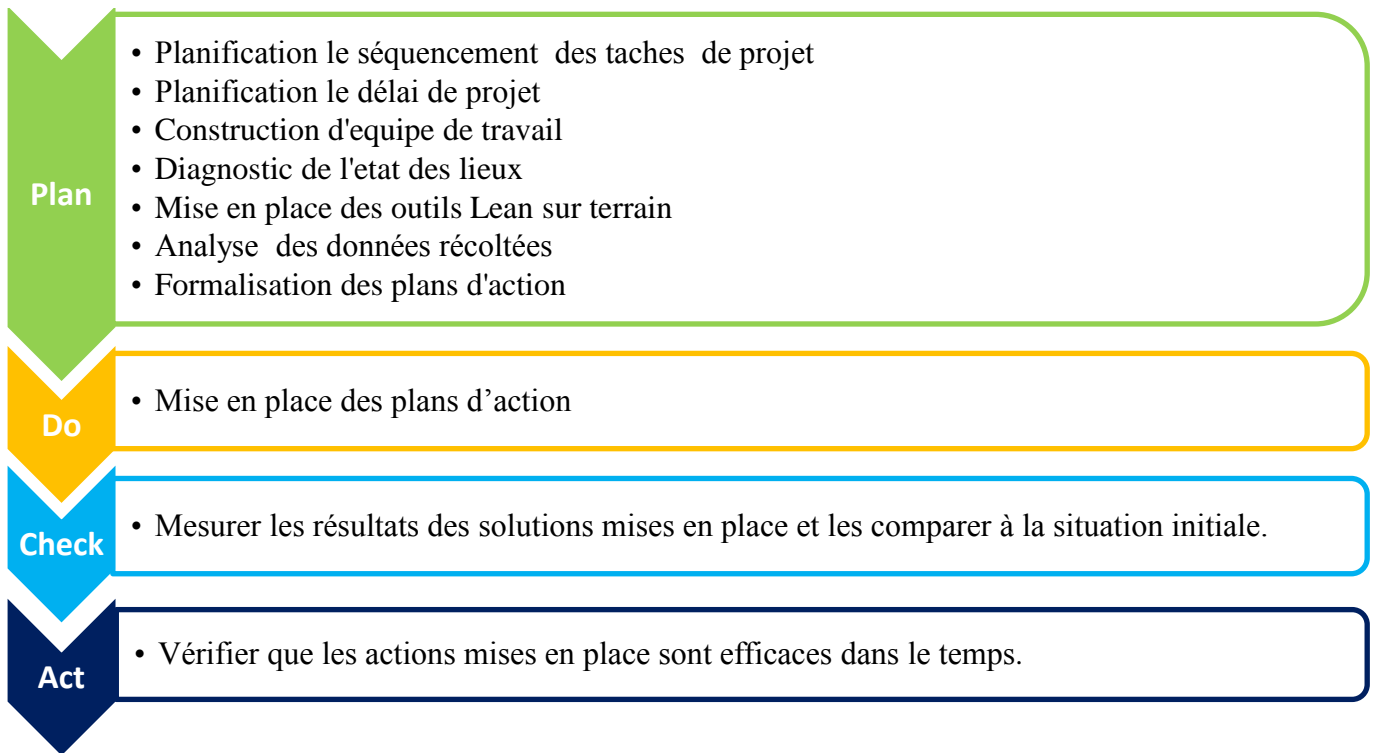 Plan
• Planification le séquencement des taches de projet
• Planification le délai de projet
• Construction d'equipe de travail
• Diagnostic de l'etat des lieux
• Mise en place des outils Lean sur terrain
• Analyse des données récoltées
• Formalisation des plans d'action
Do
• Mise en place des plans d’action
Check
• Mesurer les résultats des solutions mises en place et les comparer à la situation initiale.
Act
• Vérifier que les actions mises en place sont efficaces dans le temps.